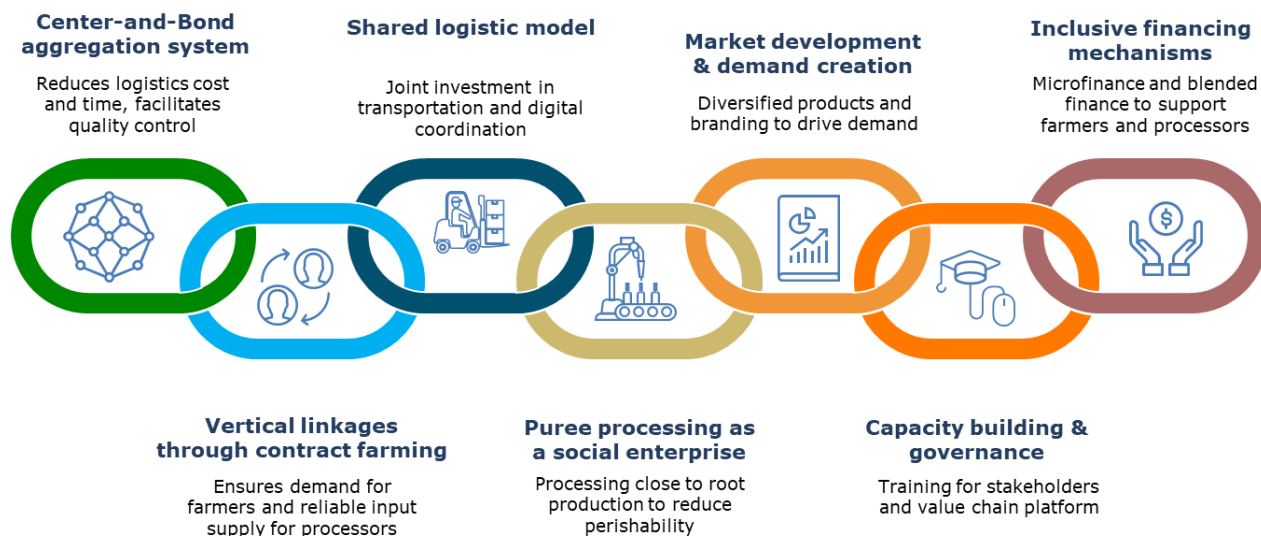 Center-and-Bond
aggregation system
Reduces logistics cost
and time, facilitates
quality control
Shared logistic model
Joint investment in
transportation and digital
coordination
Market development
& demand creation
Diversified products and
branding to drive demand
Inclusive financing
mechanisms
Microfinance and blended
finance to support
farmers and processors
$
Vertical linkages
through contract farming
Ensures demand for
farmers and reliable input
supply for processors
Puree processing as
a social enterprise
Processing close to root
production to reduce
perishability
Capacity building &
governance
Training for stakeholders
and value chain platform